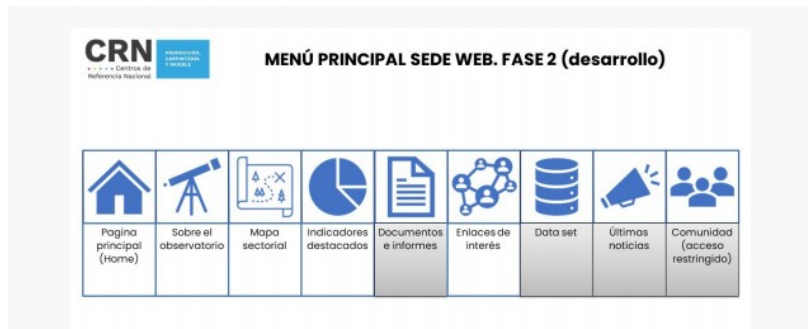 CRN
Centros de
Referencia Nacional
PRODUCCIÓN,
CARPINTERÍA
Y MUEBLE
MENÚ PRINCIPAL SEDE WEB. FASE 2 (desarrollo)
Pagina
principal
(Home)
Sobre el
observatorio
Mapa
sectorial
Indicadores
destacados
Documentos
e informes
Enlaces de
interés
Data set
Últimas
noticias
Comunidad
(acceso
restringido)